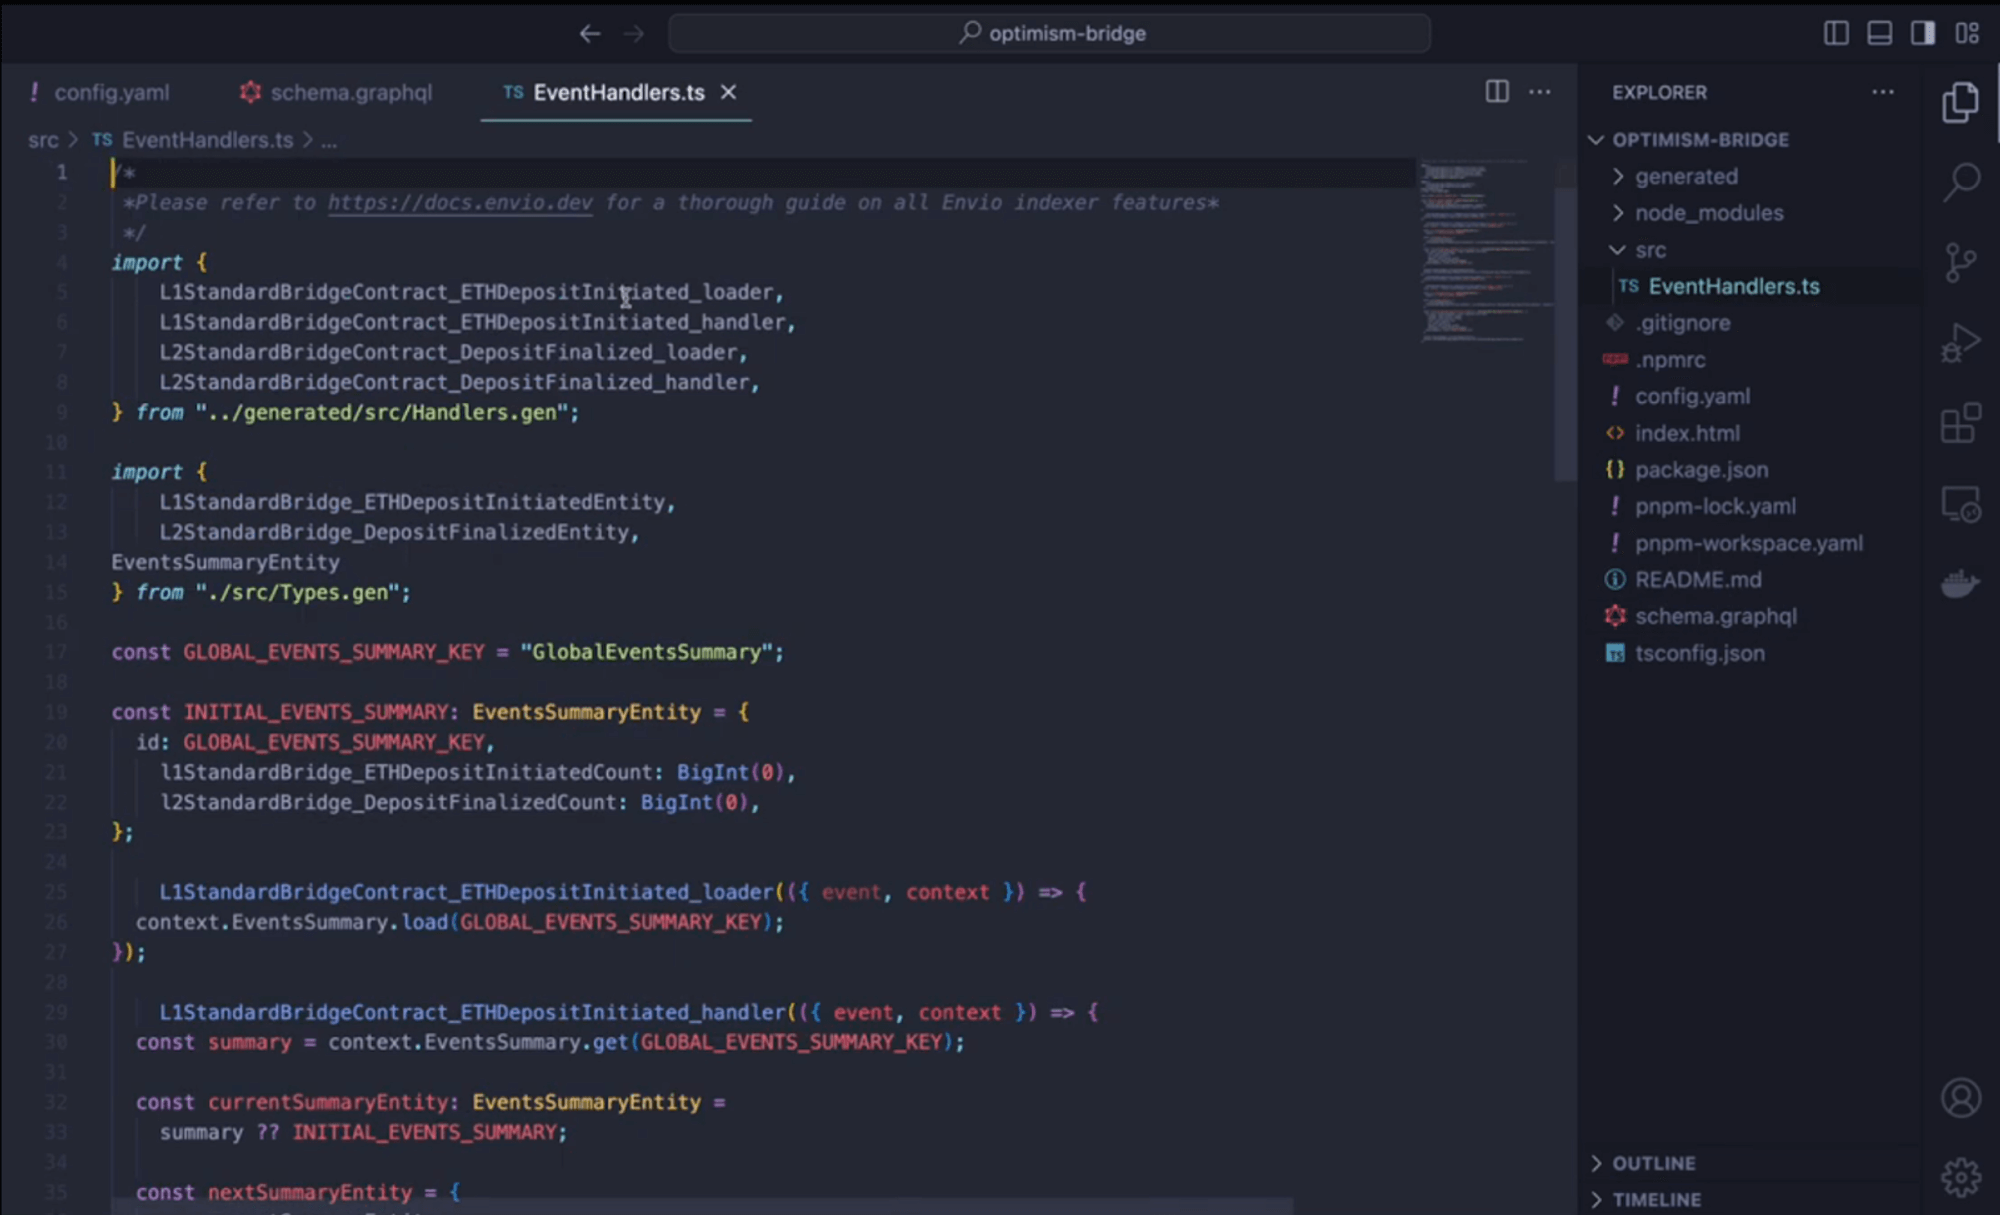 optimism-bridge
config.yaml
schema.graphql
TS EventHandlers.ts
src > TS EventHandlers.ts > ...
1 /*
2 *Please refer to https://docs.envio.dev for a thorough guide on all Envio indexer features*
3 */
4 import {
5 L1StandardBridgeContract_ETHDepositInitiated_loader,
6 L1StandardBridgeContract_ETHDepositInitiated_handler,
7 L2StandardBridgeContract_DepositFinalized_loader,
8 L2StandardBridgeContract_DepositFinalized_handler,
9 } from "../generated/src/Handlers.gen";
10
11 import {
12 L1StandardBridge_ETHDepositInitiatedEntity,
13 L2StandardBridge_DepositFinalizedEntity,
14 EventsSummaryEntity
15 } from "./src/Types.gen";
16
17 const GLOBAL_EVENTS_SUMMARY_KEY = "GlobalEventsSummary";
18
19 const INITIAL_EVENTS_SUMMARY: EventsSummaryEntity = {
20 id: GLOBAL_EVENTS_SUMMARY_KEY,
21 l1StandardBridge_ETHDepositInitiatedCount: BigInt(0),
22 l2StandardBridge_DepositFinalizedCount: BigInt(0),
23 };
24
25 L1StandardBridgeContract_ETHDepositInitiated_loader(({ event, context }) => {
26 context.EventsSummary.load(GLOBAL_EVENTS_SUMMARY_KEY);
27 });
28
29 L1StandardBridgeContract_ETHDepositInitiated_handler(({ event, context }) => {
30 const summary = context.EventsSummary.get(GLOBAL_EVENTS_SUMMARY_KEY);
31
32 const currentSummaryEntity: EventsSummaryEntity =
33 summary ?? INITIAL_EVENTS_SUMMARY;
34
35 const nextSummaryEntity = {
EXPLORER
OPTIMISM-BRIDGE
generated
node_modules
src
TS EventHandlers.ts
.gitignore
.npmrc
config.yaml
index.html
package.json
pnpm-lock.yaml
pnpm-workspace.yaml
README.md
schema.graphql
TS tsconfig.json
OUTLINE
TIMELINE